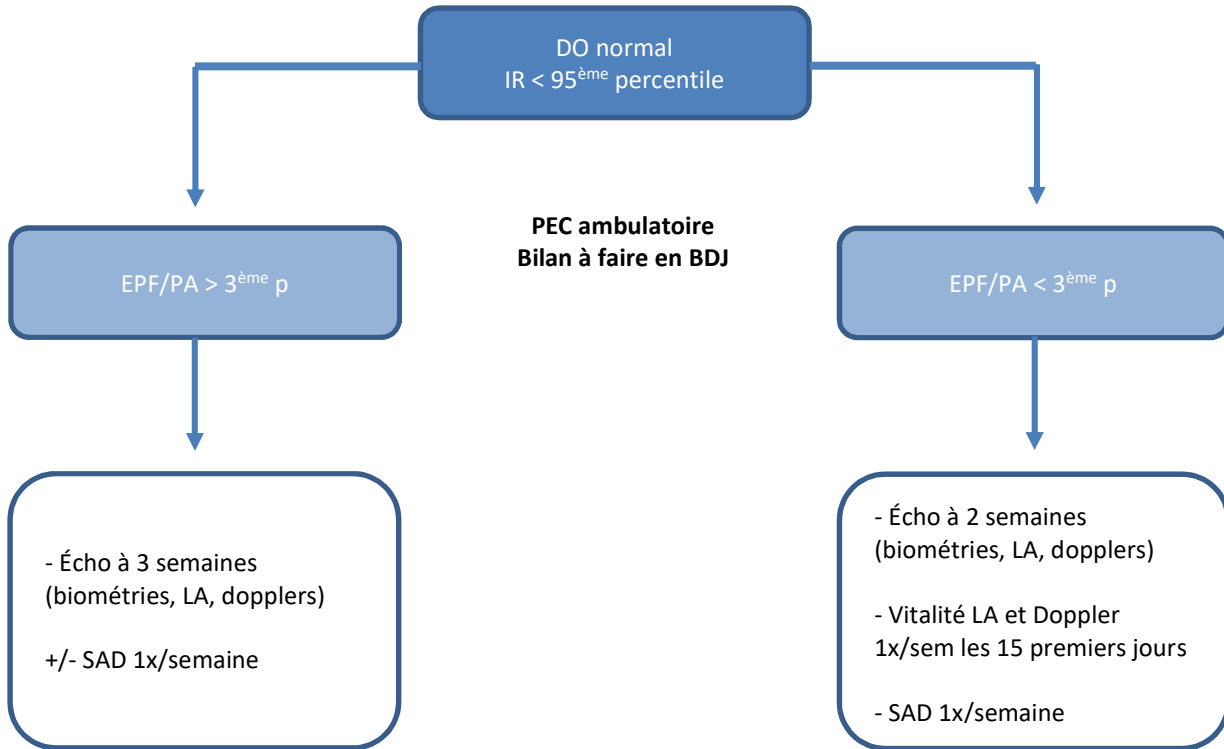 DO normal
IR < 95ème percentile
PEC ambulatoire
Bilan à faire en BDJ
EPF/PA > 3ème p
EPF/PA < 3ème p
- Écho à 3 semaines
(biométries, LA, dopplers)
+/- SAD 1x/semaine
- Écho à 2 semaines
(biométries, LA, dopplers)
- Vitalité LA et Doppler
1x/sem les 15 premiers jours
- SAD 1x/semaine